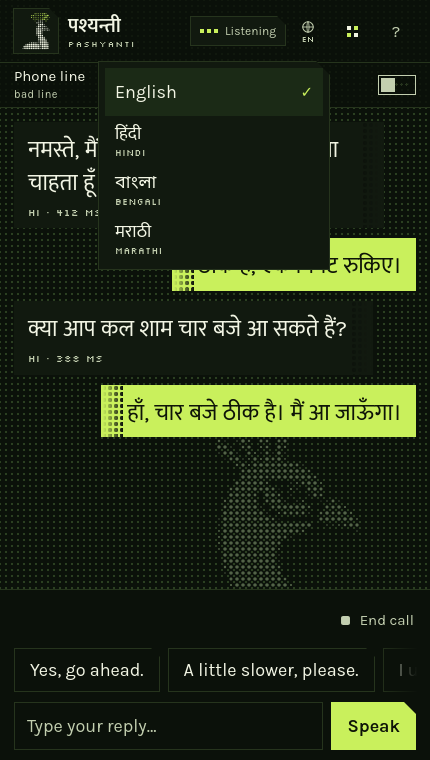 पश्यन्ती
PASHYANTI
Listening
EN
?
Phone line
bad line
English ✓
हिंदी
HINDI
বাংলা
BENGALI
मराठी
MARATHI
नमस्ते, मैं
चाहता हूँ
HI · 412 MS
रुकिए।
क्या आप कल शाम चार बजे आ सकते हैं?
HI · 388 MS
हाँ, चार बजे ठीक है। मैं आ जाऊँगा।
End call
Yes, go ahead.
A little slower, please.
I
Type your reply…
Speak